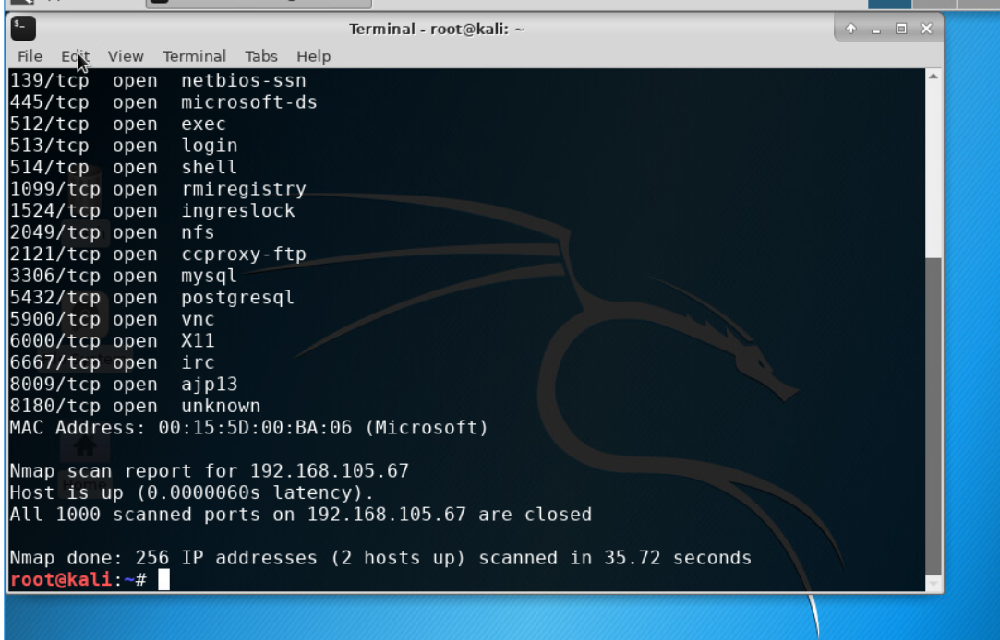 Terminal - root@kali: ~
File Edit View Terminal Tabs Help
139/tcp open netbios-ssn
445/tcp open microsoft-ds
512/tcp open exec
513/tcp open login
514/tcp open shell
1099/tcp open rmiregistry
1524/tcp open ingreslock
2049/tcp open nfs
2121/tcp open ccproxy-ftp
3306/tcp open mysql
5432/tcp open postgresql
5900/tcp open vnc
6000/tcp open X11
6667/tcp open irc
8009/tcp open ajp13
8180/tcp open unknown
MAC Address: 00:15:5D:00:BA:06 (Microsoft)
Nmap scan report for 192.168.105.67
Host is up (0.0000060s latency).
All 1000 scanned ports on 192.168.105.67 are closed
Nmap done: 256 IP addresses (2 hosts up) scanned in 35.72 seconds
root@kali:~#
Home